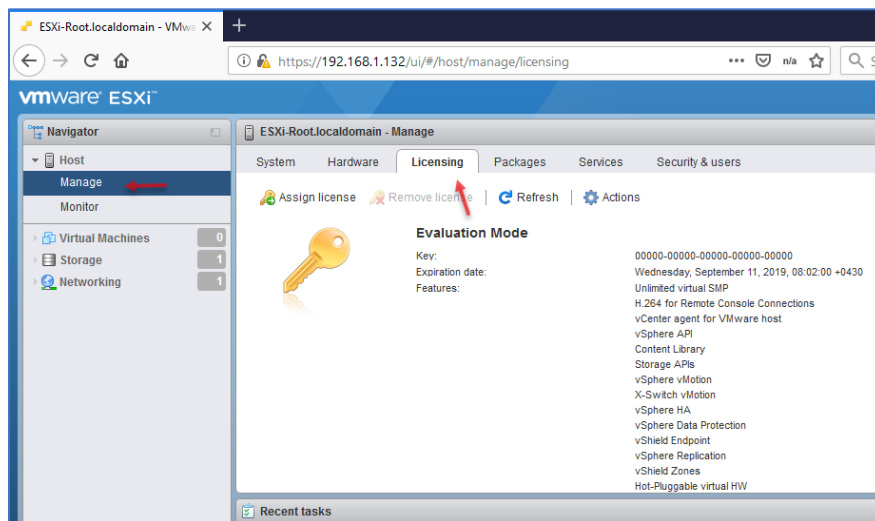 ESXi-Root.localdomain - VMwa
https://192.168.1.132/ui/#/host/manage/licensing
n/a
vmware ESXi™
Navigator
ESXi-Root.localdomain - Manage
Host
Manage
Monitor
Virtual Machines 0
Storage 1
Networking 1
System Hardware Licensing Packages Services Security & users
Assign license Remove license Refresh Actions
Evaluation Mode
Key: 00000-00000-00000-00000-00000
Expiration date: Wednesday, September 11, 2019, 08:02:00 +0430
Features: Unlimited virtual SMP
H.264 for Remote Console Connections
vCenter agent for VMware host
vSphere API
Content Library
Storage APIs
vSphere vMotion
X-Switch vMotion
vSphere HA
vSphere Data Protection
vShield Endpoint
vSphere Replication
vShield Zones
Hot-Pluggable virtual HW
Recent tasks